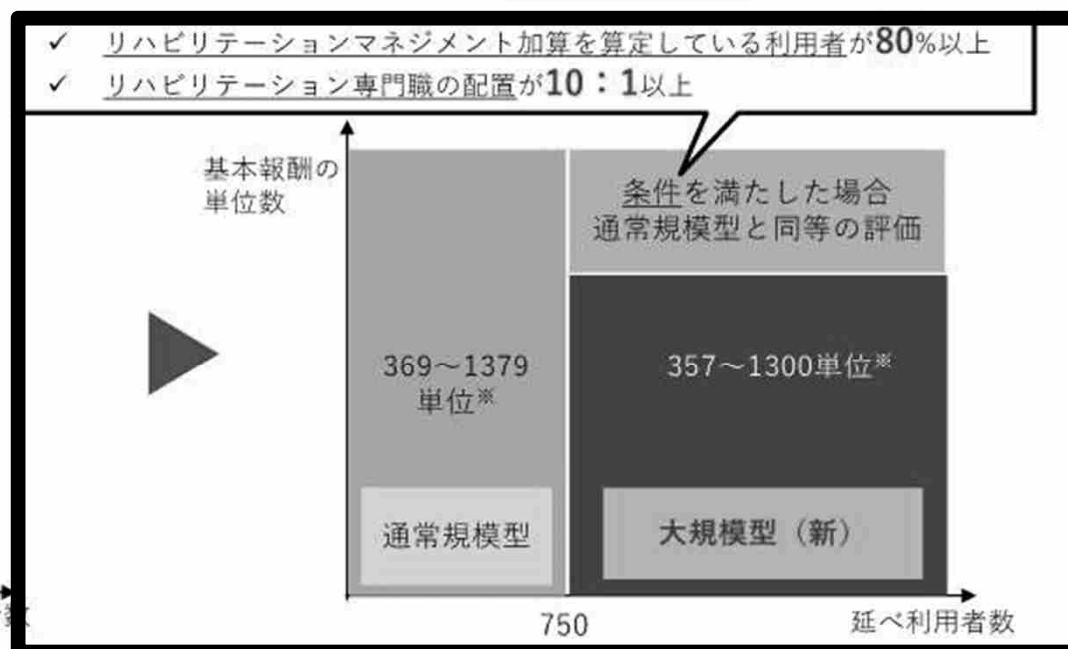 ✓ リハビリテーションマネジメント加算を算定している利用者が80%以上
✓ リハビリテーション専門職の配置が10：1以上
基本報酬の
単位数
条件を満たした場合
通常規模型と同等の評価
369～1379
単位※
357～1300単位※
通常規模型
大規模型（新）
750
延べ利用者数
数